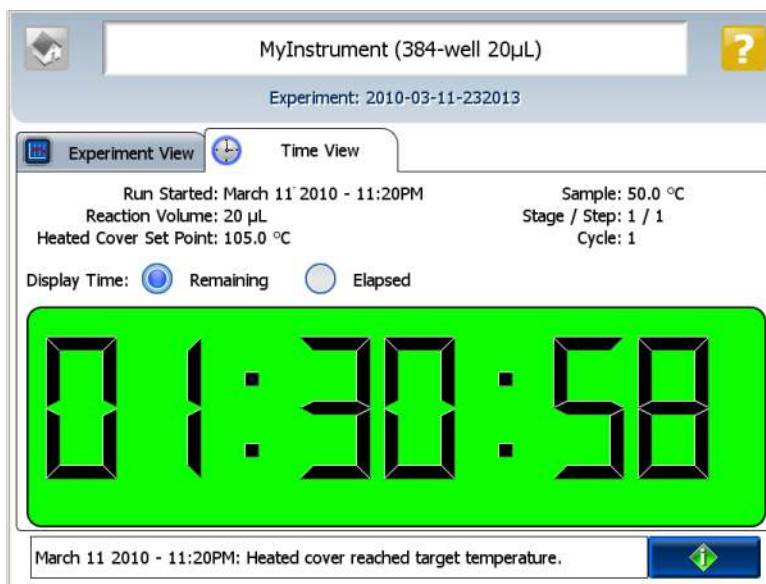 MyInstrument (384-well 20µL)
?
Experiment: 2010-03-11-232013
Experiment View
Time View
Run Started: March 11 2010 - 11:20PM
Sample: 50.0 °C
Reaction Volume: 20 µL
Stage / Step: 1 / 1
Heated Cover Set Point: 105.0 °C
Cycle: 1
Display Time: Remaining Elapsed
01:30:58
March 11 2010 - 11:20PM: Heated cover reached target temperature.
i